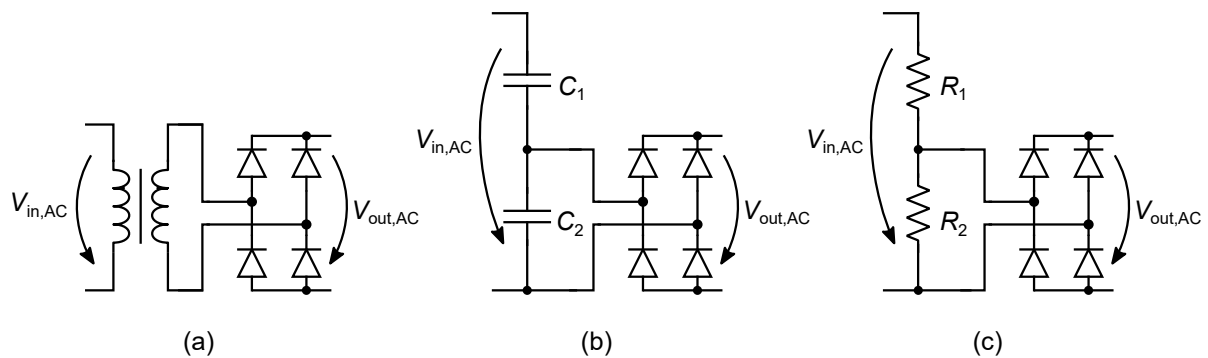 V_in,AC
V_out,AC
(a)
V_in,AC
C_1
C_2
V_out,AC
(b)
V_in,AC
R_1
R_2
V_out,AC
(c)